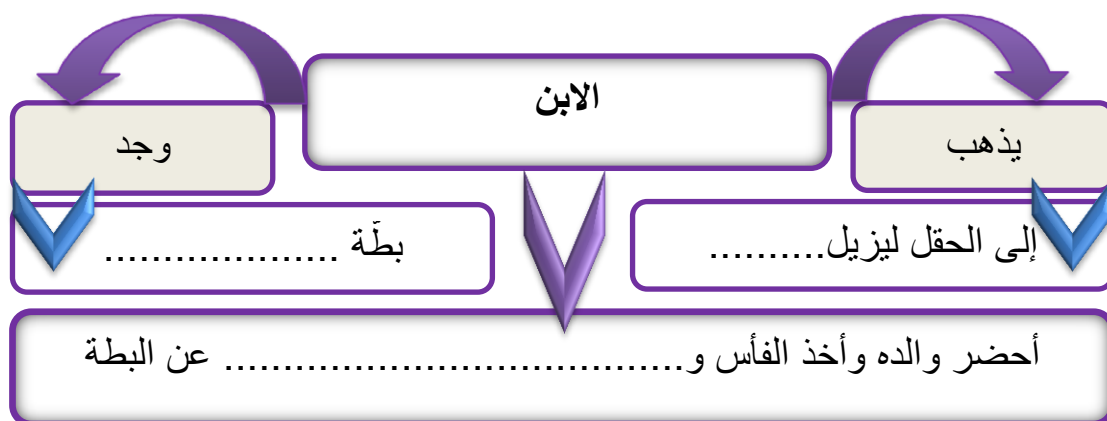 الابن
يذهب
وجد
إلى الحقل ليزيل..........
بطّة ....................
أحضر والده وأخذ الفأس و....................................... عن البطة